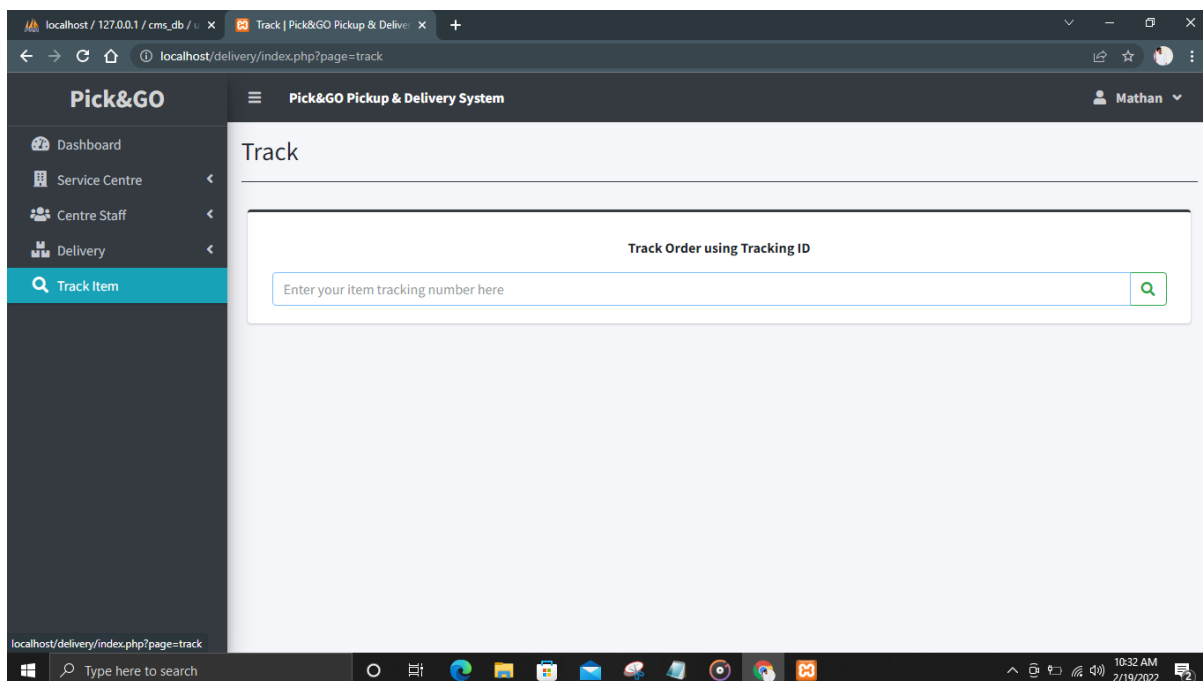 localhost / 127.0.0.1 / cms_db / u
Track | Pick&GO Pickup & Deliver
localhost/delivery/index.php?page=track
Pick&GO
Pick&GO Pickup & Delivery System
Mathan
Dashboard
Track
Service Centre
Centre Staff
Delivery
Track Order using Tracking ID
Track Item
Enter your item tracking number here
localhost/delivery/index.php?page=track
Type here to search
10:32 AM
2/19/2022
2